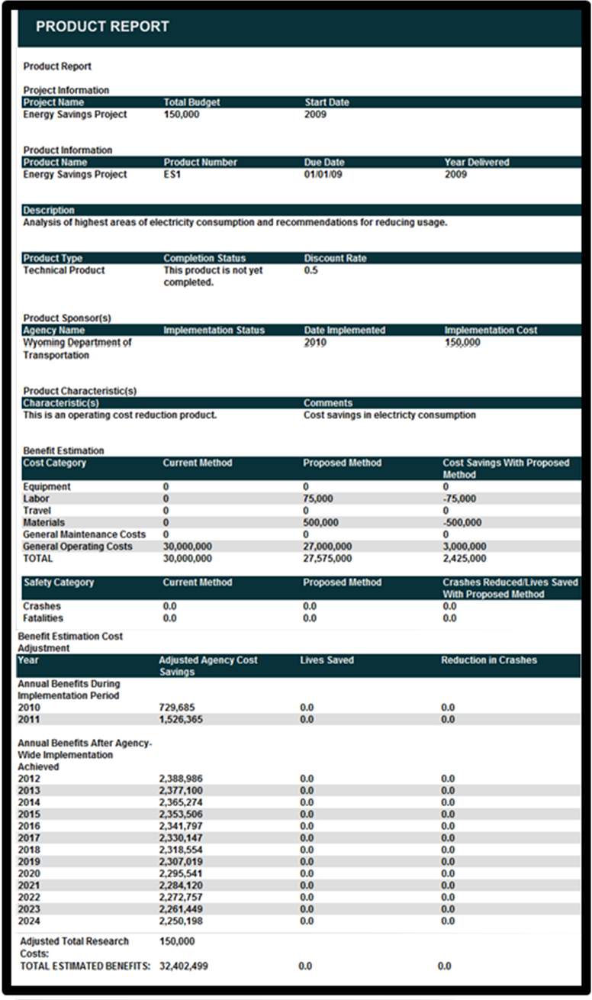 PRODUCT REPORT
Product Report
Project Information
Project Name Total Budget Start Date
Energy Savings Project 150,000 2009
Product Information
Product Name Product Number Due Date Year Delivered
Energy Savings Project ES1 01/01/09 2009
Description
Analysis of highest areas of electricity consumption and recommendations for reducing usage.
Product Type Completion Status Discount Rate
Technical Product This product is not yet 0.5
completed.
Product Sponsor(s)
Agency Name Implementation Status Date Implemented Implementation Cost
Wyoming Department of 2010 150,000
Transportation
Product Characteristic(s)
Characteristic(s) Comments
This is an operating cost reduction product. Cost savings in electricty consumption
Benefit Estimation
Cost Category Current Method Proposed Method Cost Savings With Proposed
Method
Equipment 0 0 0
Labor 0 75,000 -75,000
Travel 0 0 0
Materials 0 500,000 -500,000
General Maintenance Costs 0 0 0
General Operating Costs 30,000,000 27,000,000 3,000,000
TOTAL 30,000,000 27,575,000 2,425,000
Safety Category Current Method Proposed Method Crashes Reduced/Lives Saved
With Proposed Method
Crashes 0.0 0.0 0.0
Fatalities 0.0 0.0 0.0
Benefit Estimation Cost
Adjustment
Year Adjusted Agency Cost Lives Saved Reduction in Crashes
Savings
Annual Benefits During
Implementation Period
2010 729,685 0.0 0.0
2011 1,526,365 0.0 0.0
Annual Benefits After Agency-
Wide Implementation
Achieved
2012 2,388,986 0.0 0.0
2013 2,377,100 0.0 0.0
2014 2,365,274 0.0 0.0
2015 2,353,506 0.0 0.0
2016 2,341,797 0.0 0.0
2017 2,330,147 0.0 0.0
2018 2,318,554 0.0 0.0
2019 2,307,019 0.0 0.0
2020 2,295,541 0.0 0.0
2021 2,284,120 0.0 0.0
2022 2,272,757 0.0 0.0
2023 2,261,449 0.0 0.0
2024 2,250,198 0.0 0.0
Adjusted Total Research 150,000
Costs:
TOTAL ESTIMATED BENEFITS: 32,402,499 0.0 0.0